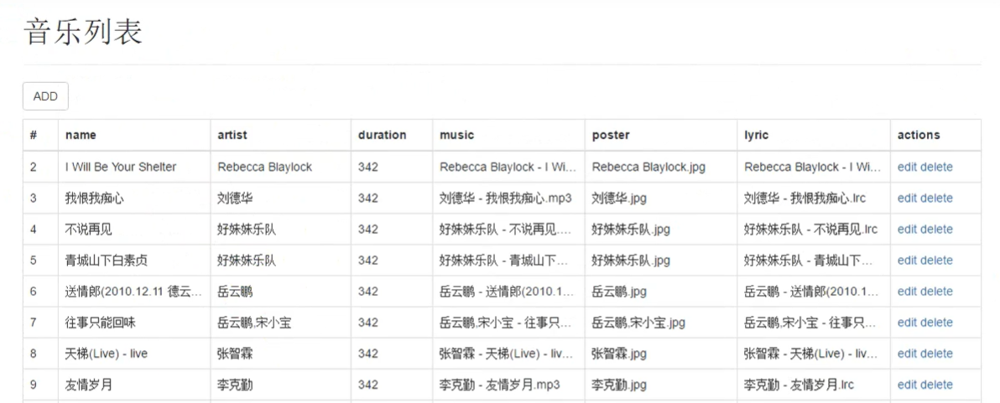 音乐列表
ADD
# name artist duration music poster lyric actions
2 I Will Be Your Shelter Rebecca Blaylock 342 Rebecca Blaylock - I Wi... Rebecca Blaylock.jpg Rebecca Blaylock - I Wi... edit delete
3 我恨我痴心 刘德华 342 刘德华 - 我恨我痴心.mp3 刘德华.jpg 刘德华 - 我恨我痴心.lrc edit delete
4 不说再见 好妹妹乐队 342 好妹妹乐队 - 不说再见.... 好妹妹乐队.jpg 好妹妹乐队 - 不说再见.lrc edit delete
5 青城山下白素贞 好妹妹乐队 342 好妹妹乐队 - 青城山下... 好妹妹乐队.jpg 好妹妹乐队 - 青城山下... edit delete
6 送情郎(2010.12.11 德云... 岳云鹏 342 岳云鹏 - 送情郎(2010.1... 岳云鹏.jpg 岳云鹏 - 送情郎(2010.1... edit delete
7 往事只能回味 岳云鹏,宋小宝 342 岳云鹏,宋小宝 - 往事只... 岳云鹏,宋小宝.jpg 岳云鹏,宋小宝 - 往事只... edit delete
8 天梯(Live) - live 张智霖 342 张智霖 - 天梯(Live) - liv... 张智霖.jpg 张智霖 - 天梯(Live) - liv... edit delete
9 友情岁月 李克勤 342 李克勤 - 友情岁月.mp3 李克勤.jpg 李克勤 - 友情岁月.lrc edit delete